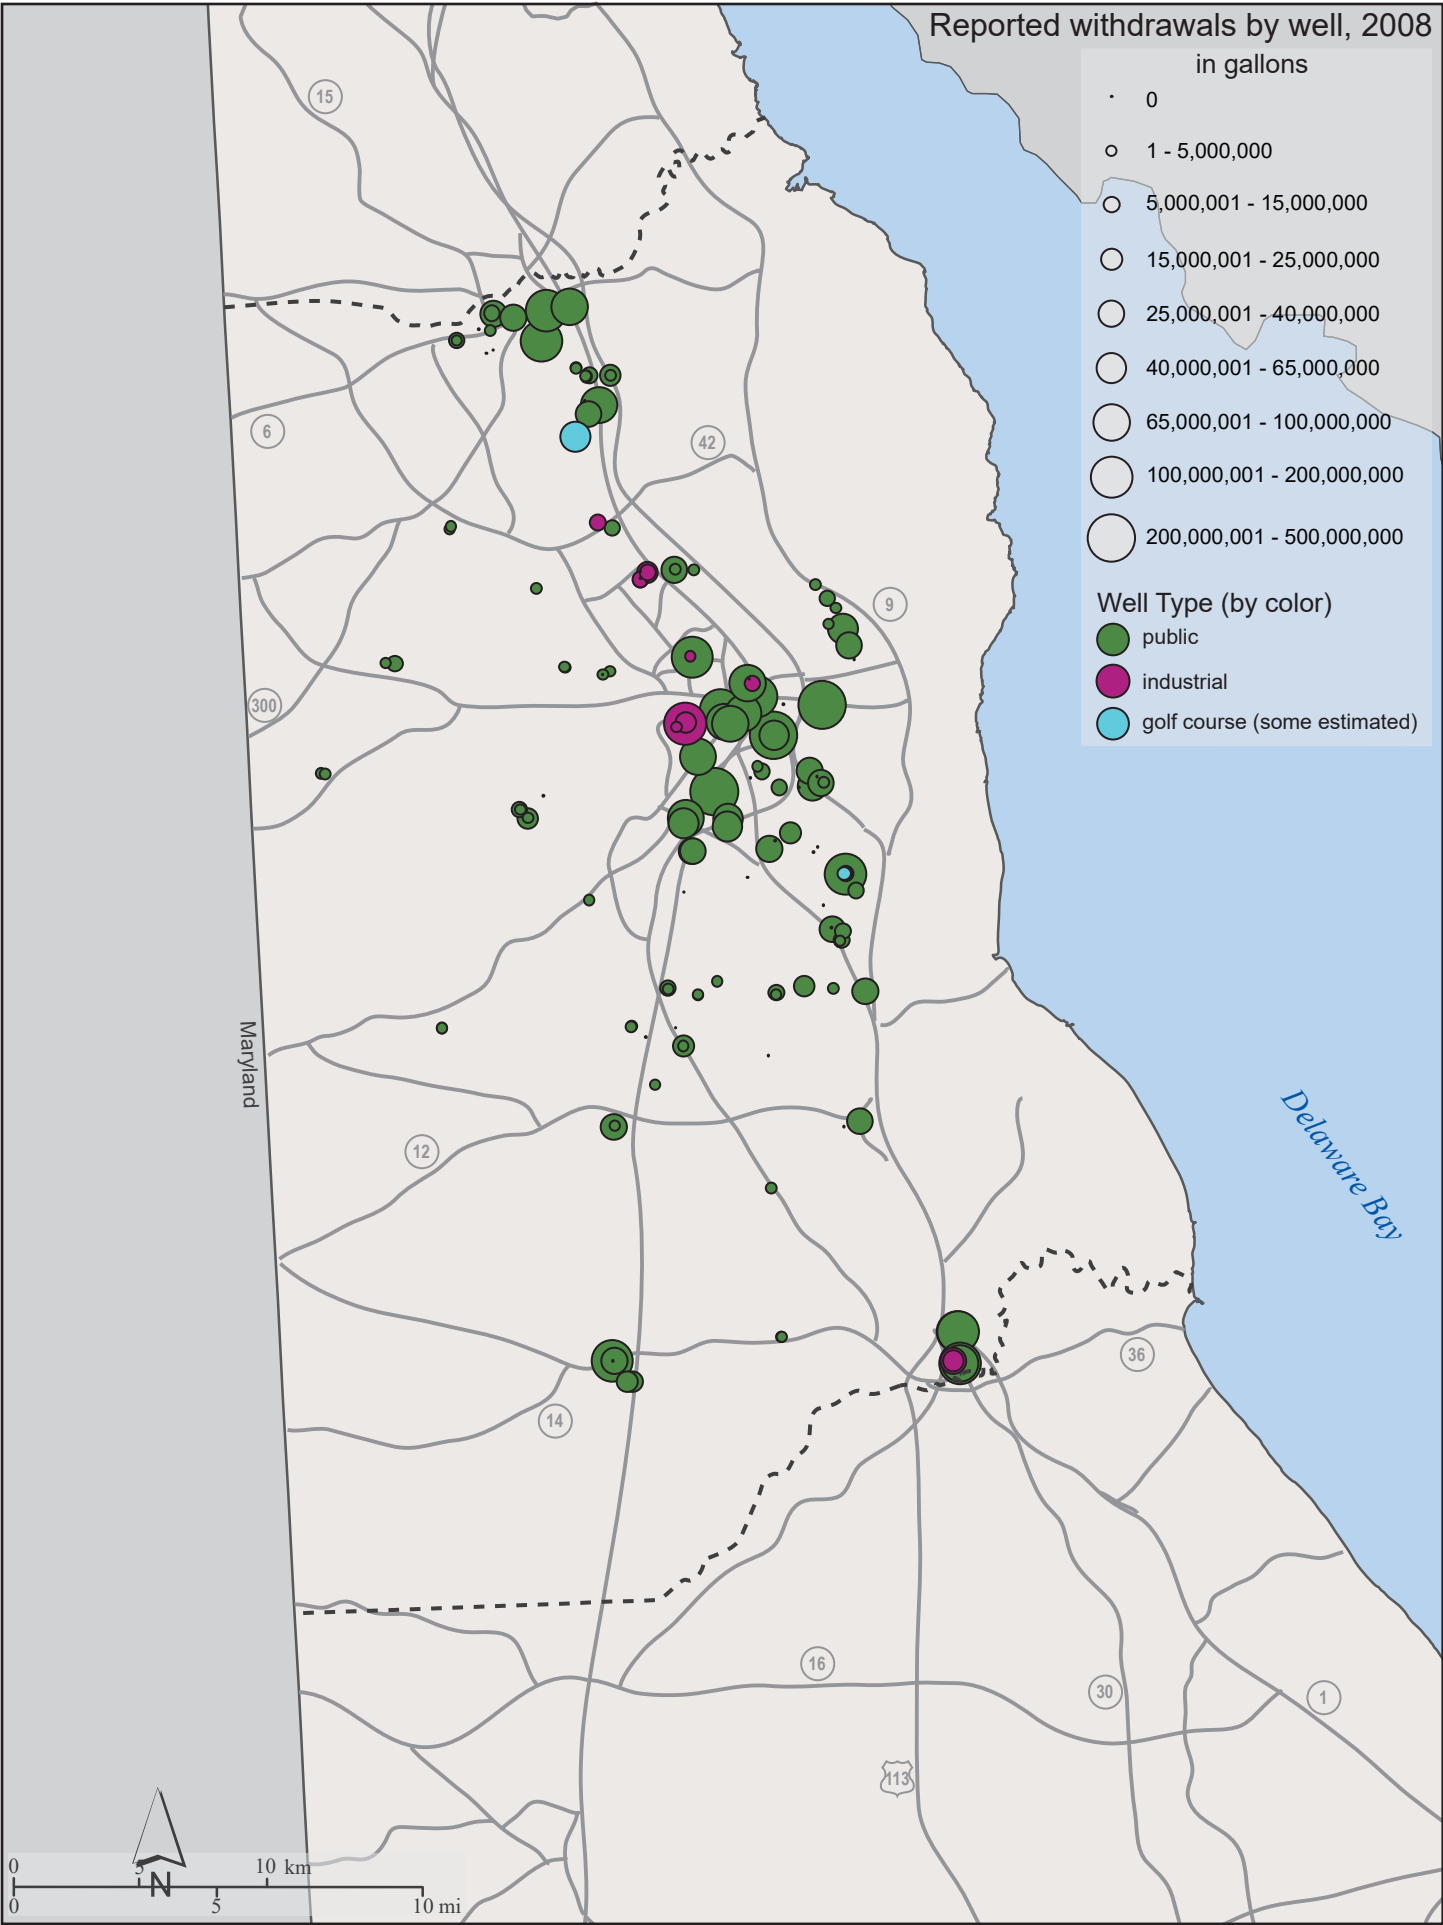 Reported withdrawals by well, 2008
in gallons
0
1 - 5,000,000
5,000,001 - 15,000,000
15,000,001 - 25,000,000
25,000,001 - 40,000,000
40,000,001 - 65,000,000
65,000,001 - 100,000,000
100,000,001 - 200,000,000
200,000,001 - 500,000,000
Well Type (by color)
public
industrial
golf course (some estimated)
15
6
42
9
300
Maryland
Delaware Bay
12
36
14
16
30
1
113
N
0 5 10 km
0 5 10 mi